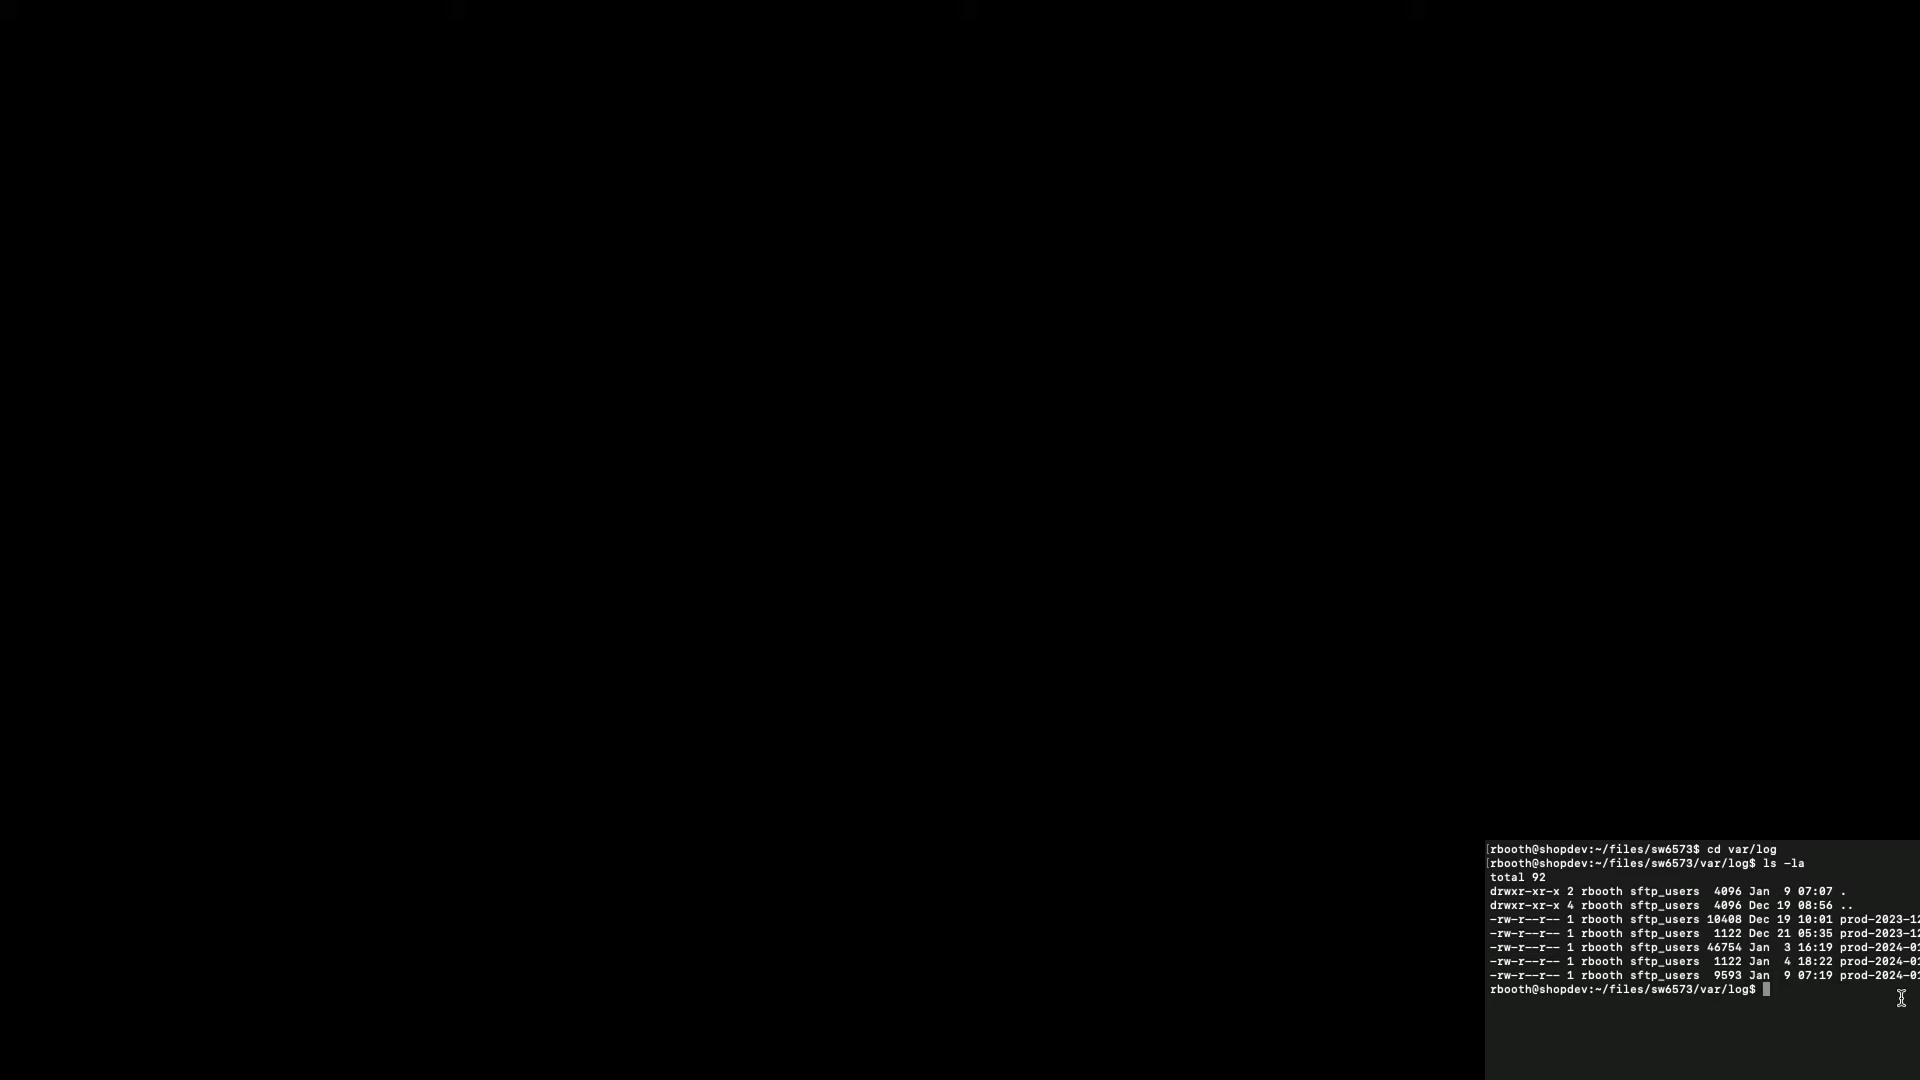 rbooth@shopdev:~/files/sw6573$ cd var/log
rbooth@shopdev:~/files/sw6573/var/log$ ls -la
total 92
drwxr-xr-x 2 rbooth sftp_users  4096 Jan  9 07:07 .
drwxr-xr-x 4 rbooth sftp_users  4096 Dec 19 08:56 ..
-rw-r--r-- 1 rbooth sftp_users 10408 Dec 19 10:01 prod-2023-12
-rw-r--r-- 1 rbooth sftp_users  1122 Dec 21 05:35 prod-2023-12
-rw-r--r-- 1 rbooth sftp_users 46754 Jan  3 16:19 prod-2024-01
-rw-r--r-- 1 rbooth sftp_users  1122 Jan  4 18:22 prod-2024-01
-rw-r--r-- 1 rbooth sftp_users  9593 Jan  9 07:19 prod-2024-01
rbooth@shopdev:~/files/sw6573/var/log$